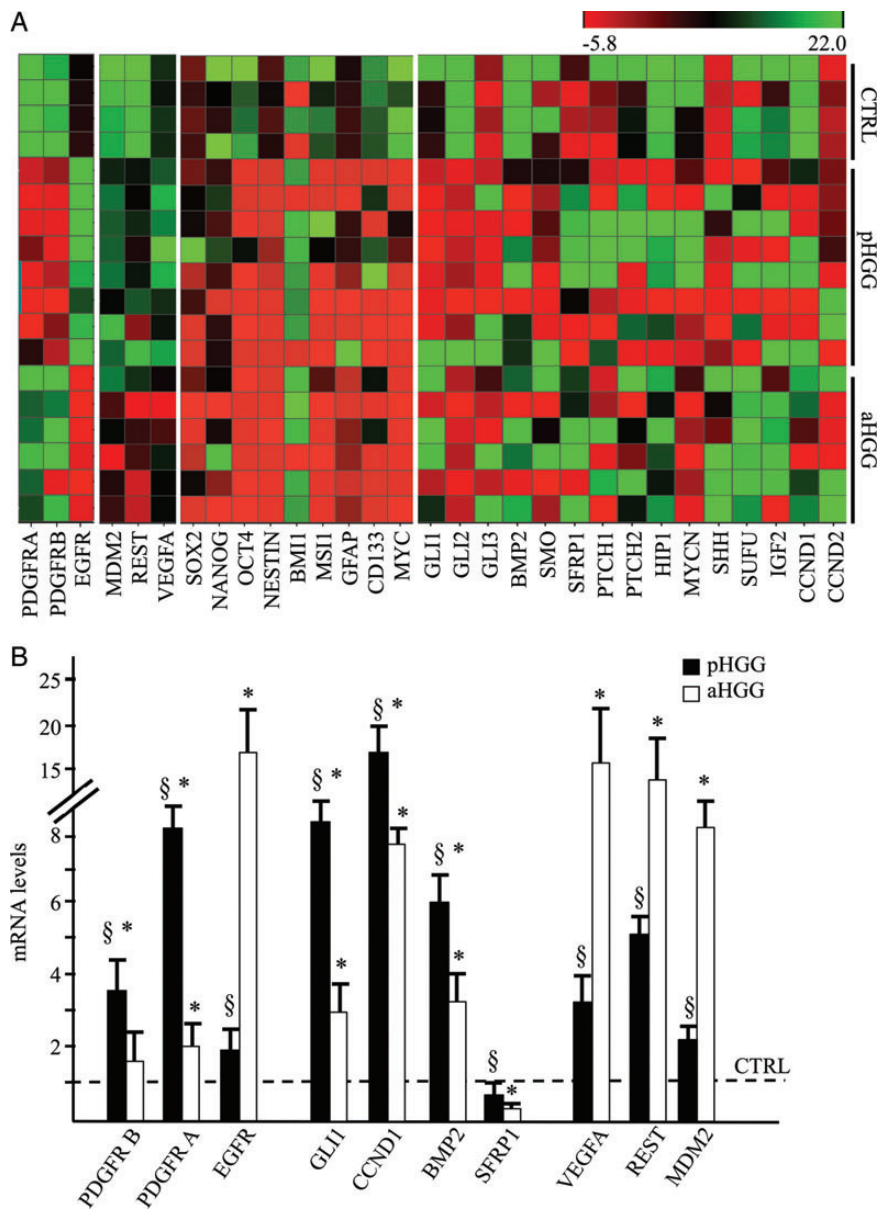 A
-5.8 22.0
CTRL
pHGG
aHGG
PDGFRA
PDGFRB
EGFR
MDM2
REST
VEGFA
SOX2
NANOG
OCT4
NESTIN
BMI1
MSI1
GFAP
CD133
MYC
GLI1
GLI2
GLI3
BMP2
SMO
SFRP1
PTCH1
PTCH2
HIP1
MYCN
SHH
SUFU
IGF2
CCND1
CCND2
B
pHGG
aHGG
mRNA levels
25
20
15
8
6
4
2
§ *
§ *
*
§
*
§ *
*
§ *
*
§ *
*
§
*
§
*
§
*
§
*
CTRL
PDGFR B
PDGFR A
EGFR
GLI1
CCND1
BMP2
SFRP1
VEGFA
REST
MDM2